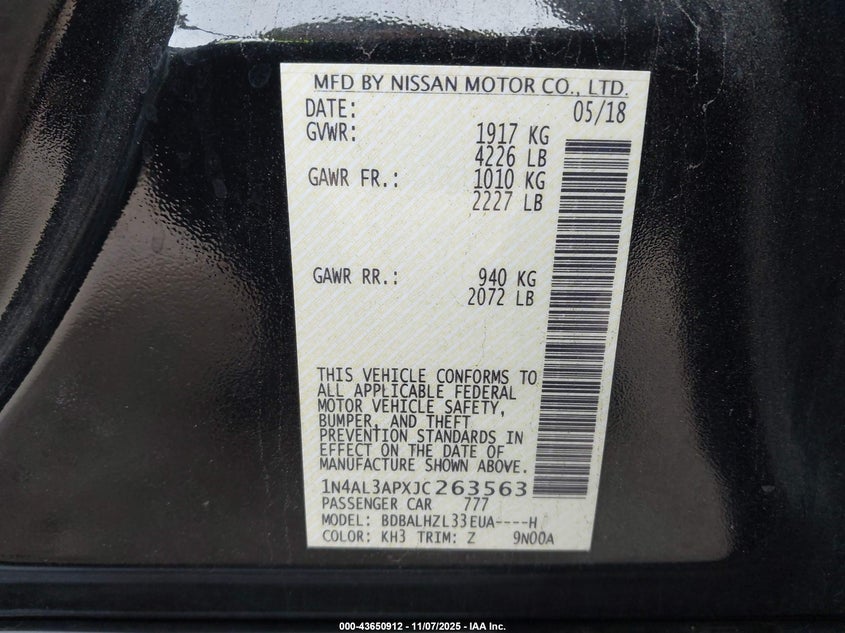 MFD BY NISSAN MOTOR CO., LTD.
DATE: 05/18
GVWR: 1917 KG
4226 LB
GAWR FR.: 1010 KG
2227 LB
GAWR RR.: 940 KG
2072 LB
THIS VEHICLE CONFORMS TO
ALL APPLICABLE FEDERAL
MOTOR VEHICLE SAFETY,
BUMPER, AND THEFT
PREVENTION STANDARDS IN
EFFECT ON THE DATE OF
MANUFACTURE SHOWN ABOVE.
1N4AL3APXJC263563
PASSENGER CAR 777
MODEL: BDBALHZL33EUA----H
COLOR: KH3 TRIM: Z 9N00A
000-43650912 - 11/07/2025 - IAA Inc.